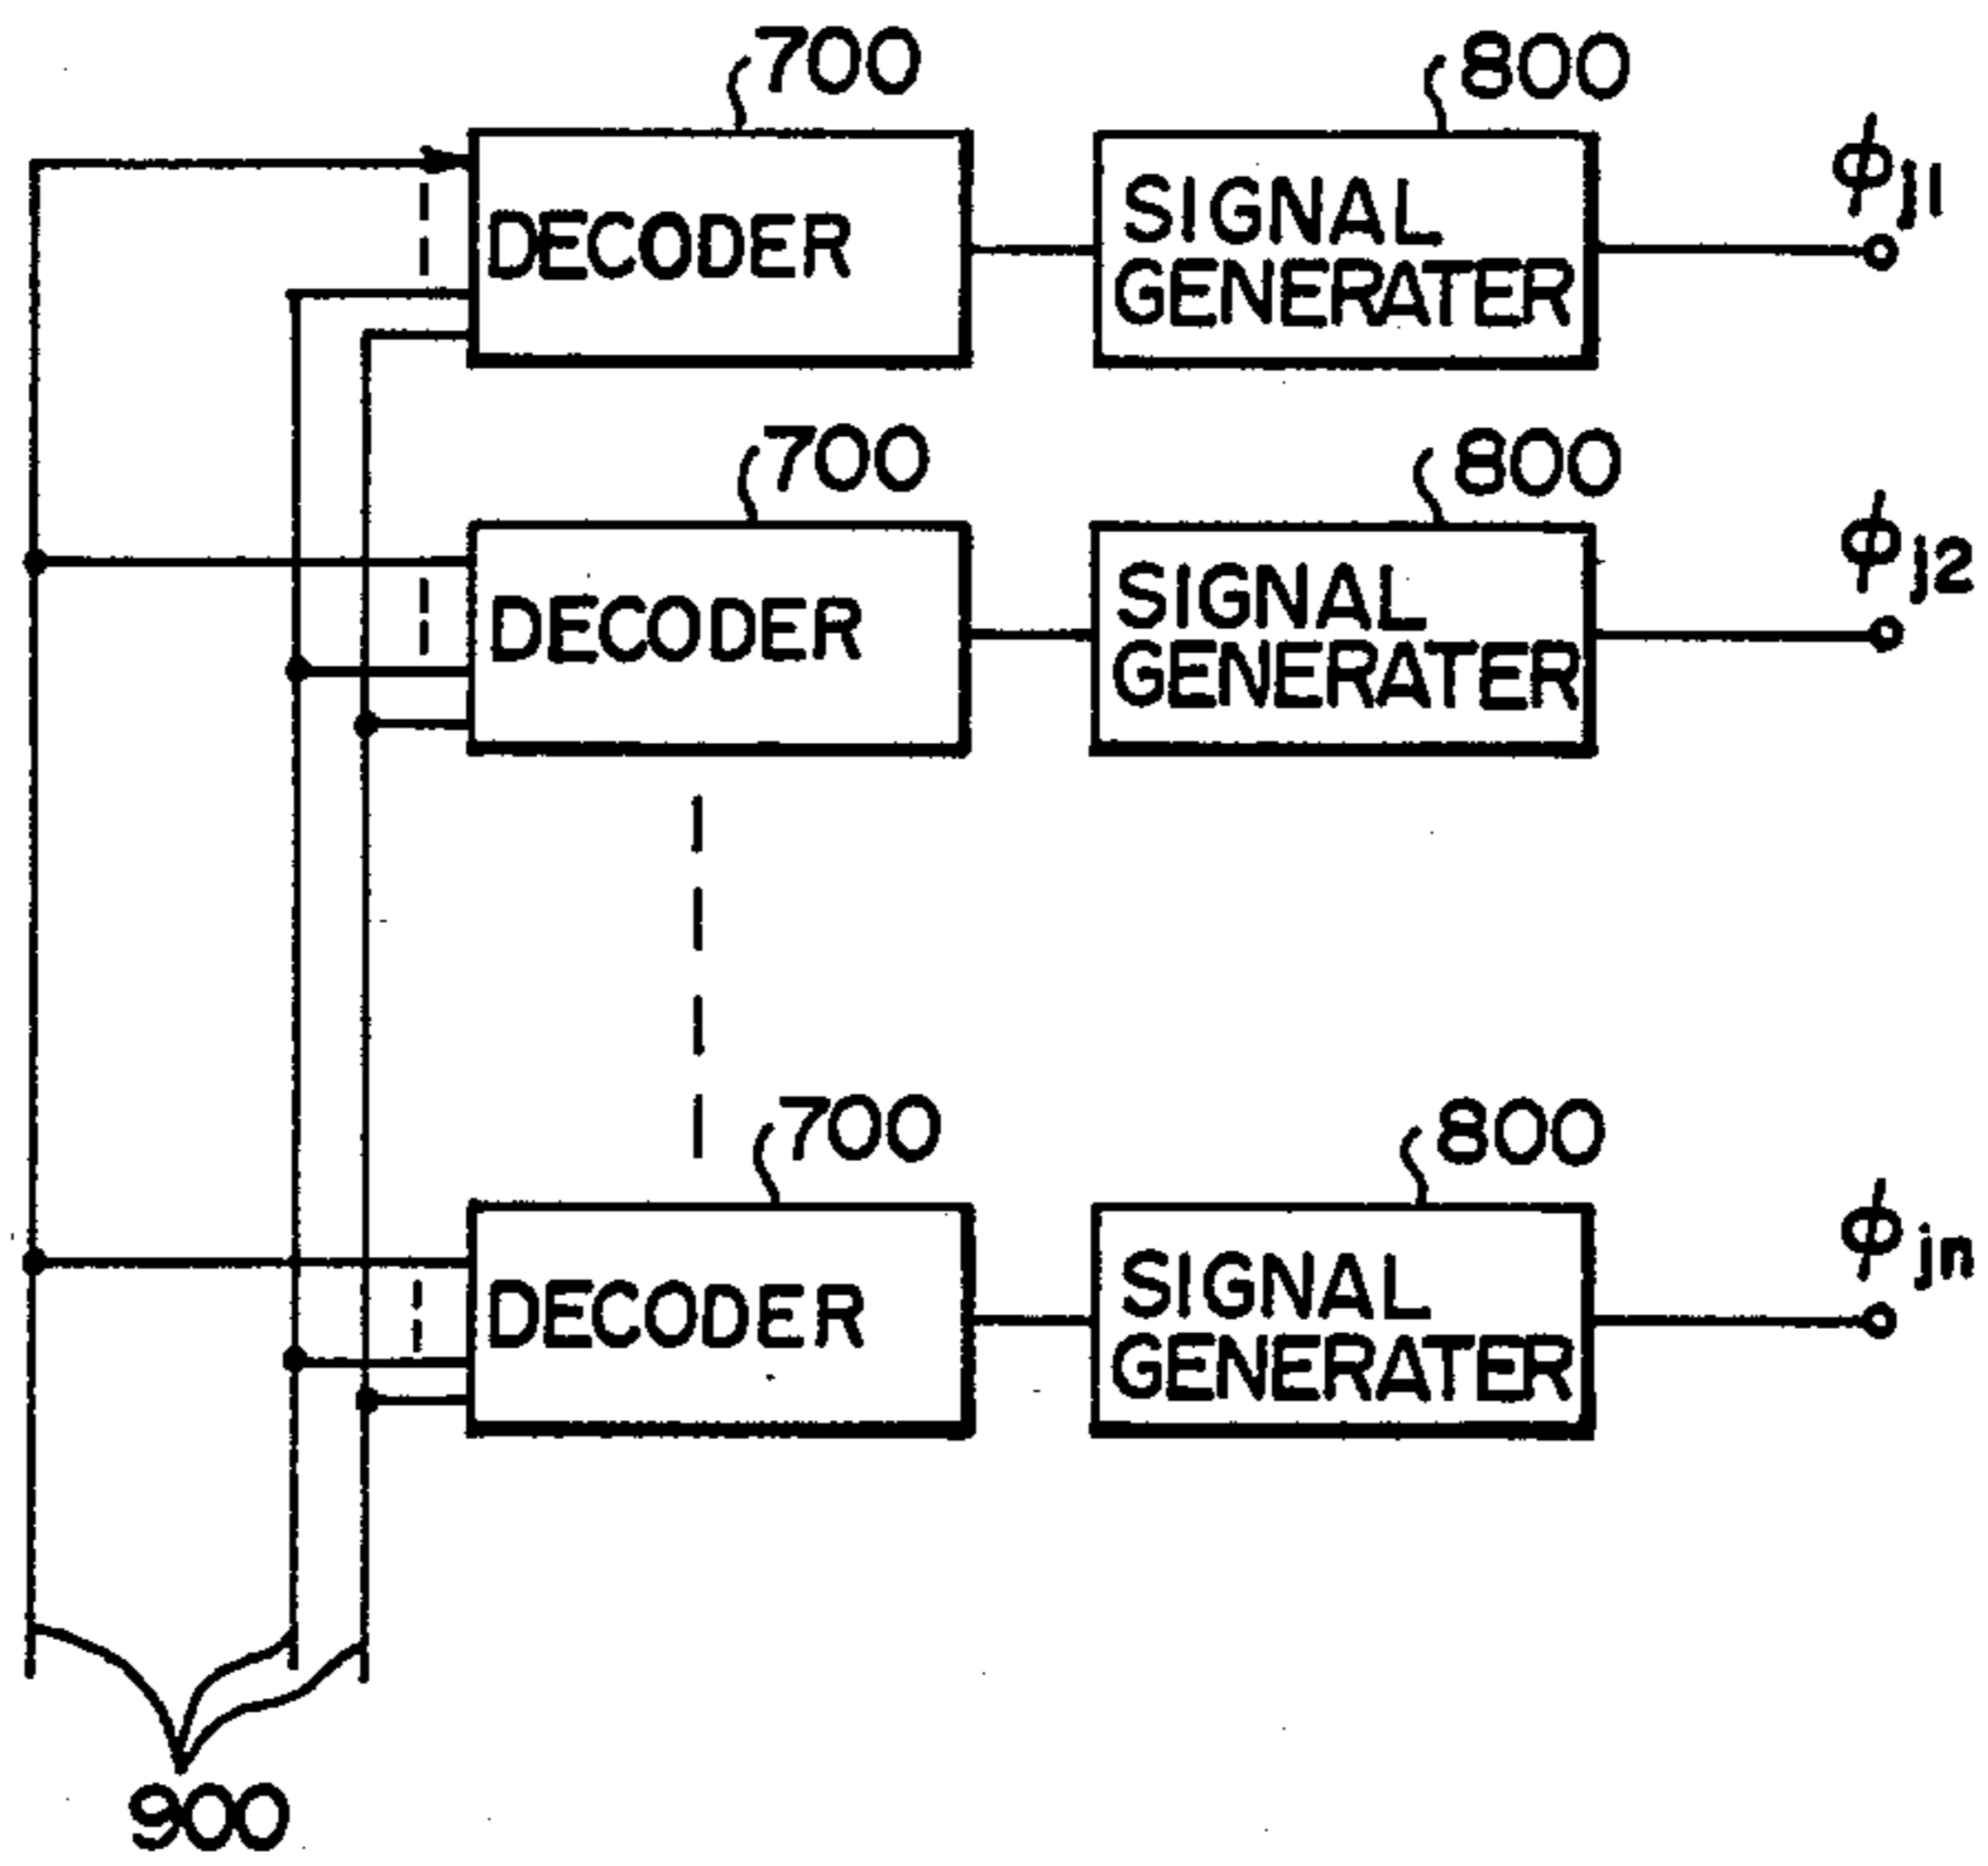 700
800
ϕj1
DECODER
SIGNAL
GENERATER
700
800
ϕj2
DECODER
SIGNAL
GENERATER
700
800
ϕjn
DECODER
SIGNAL
GENERATER
900